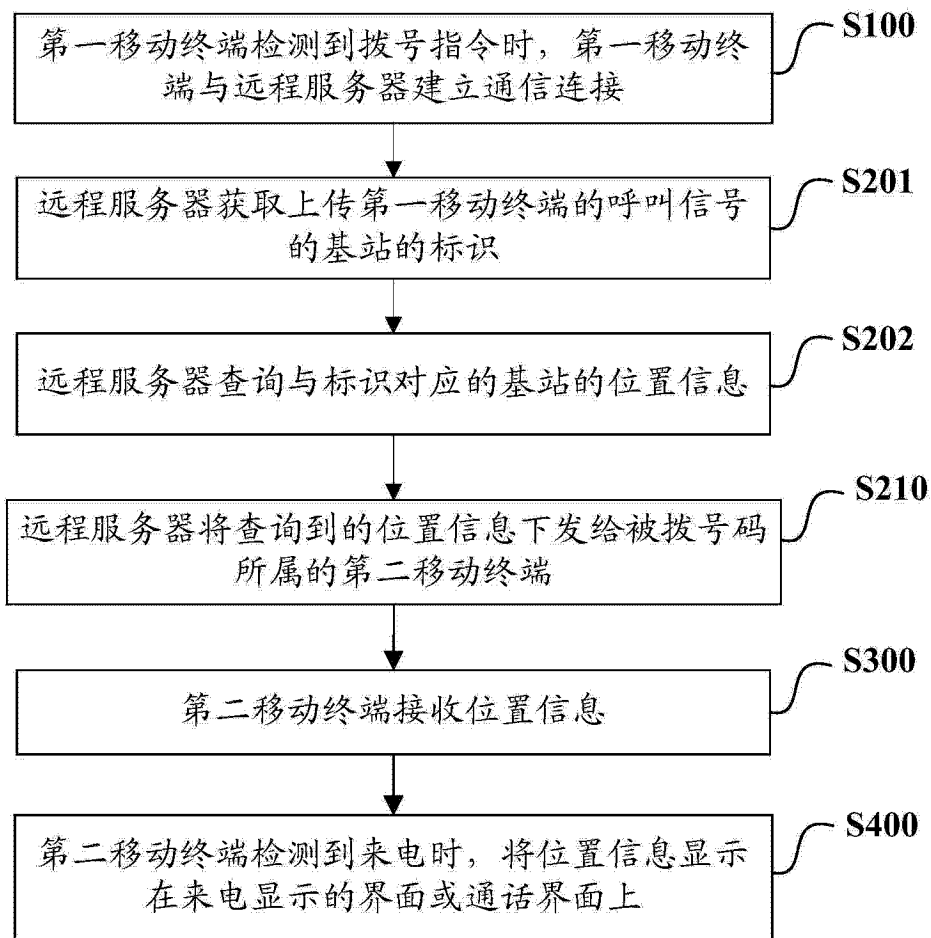 第一移动终端检测到拨号指令时，第一移动终
端与远程服务器建立通信连接
S100
远程服务器获取上传第一移动终端的呼叫信号
的基站的标识
S201
远程服务器查询与标识对应的基站的位置信息
S202
远程服务器将查询到的位置信息下发给被拨号码
所属的第二移动终端
S210
第二移动终端接收位置信息
S300
第二移动终端检测到来电时，将位置信息显示
在来电显示的界面或通话界面上
S400